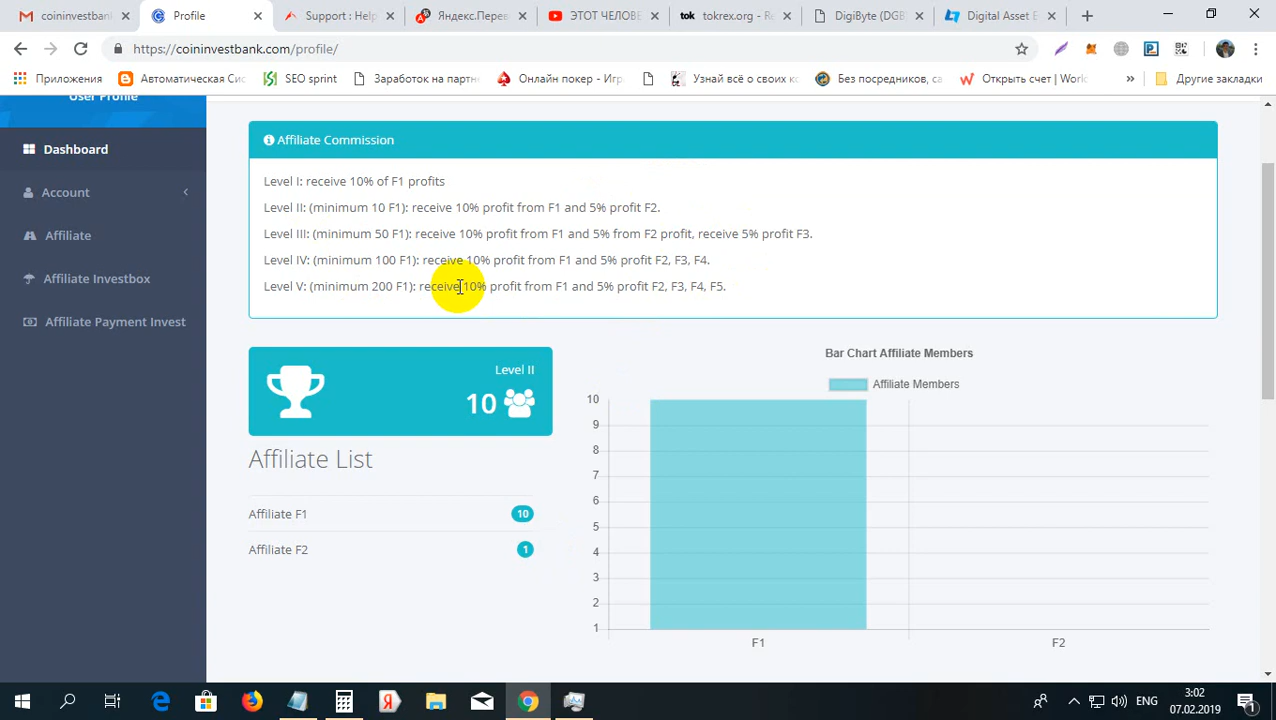 coininvestbank
Profile
Support : Help
Яндекс.Перев
ЭТОТ ЧЕЛОВЕ
tok
tokrex.org - R
DigiByte (DGB
Digital Asset E
https://coininvestbank.com/profile/
Приложения
Автоматическая Сис
SEO sprint
Заработок на партн
Онлайн покер - Игр
Узнай всё о своих кo
Без посредников, са
Открыть счет | Work
»
Другие закладки
User Profile
Dashboard
Account
Affiliate
Affiliate Investbox
Affiliate Payment Invest
Affiliate Commission
Level I: receive 10% of F1 profits
Level II: (minimum 10 F1): receive 10% profit from F1 and 5% profit F2.
Level III: (minimum 50 F1): receive 10% profit from F1 and 5% from F2 profit, receive 5% profit F3.
Level IV: (minimum 100 F1): receive 10% profit from F1 and 5% profit F2, F3, F4.
Level V: (minimum 200 F1): receive 10% profit from F1 and 5% profit F2, F3, F4, F5.
Level II
10
Affiliate List
Affiliate F1
10
Affiliate F2
1
Bar Chart Affiliate Members
Affiliate Members
10
9
8
7
6
5
4
3
2
1
F1
F2
ENG
3:02
07.02.2019
1